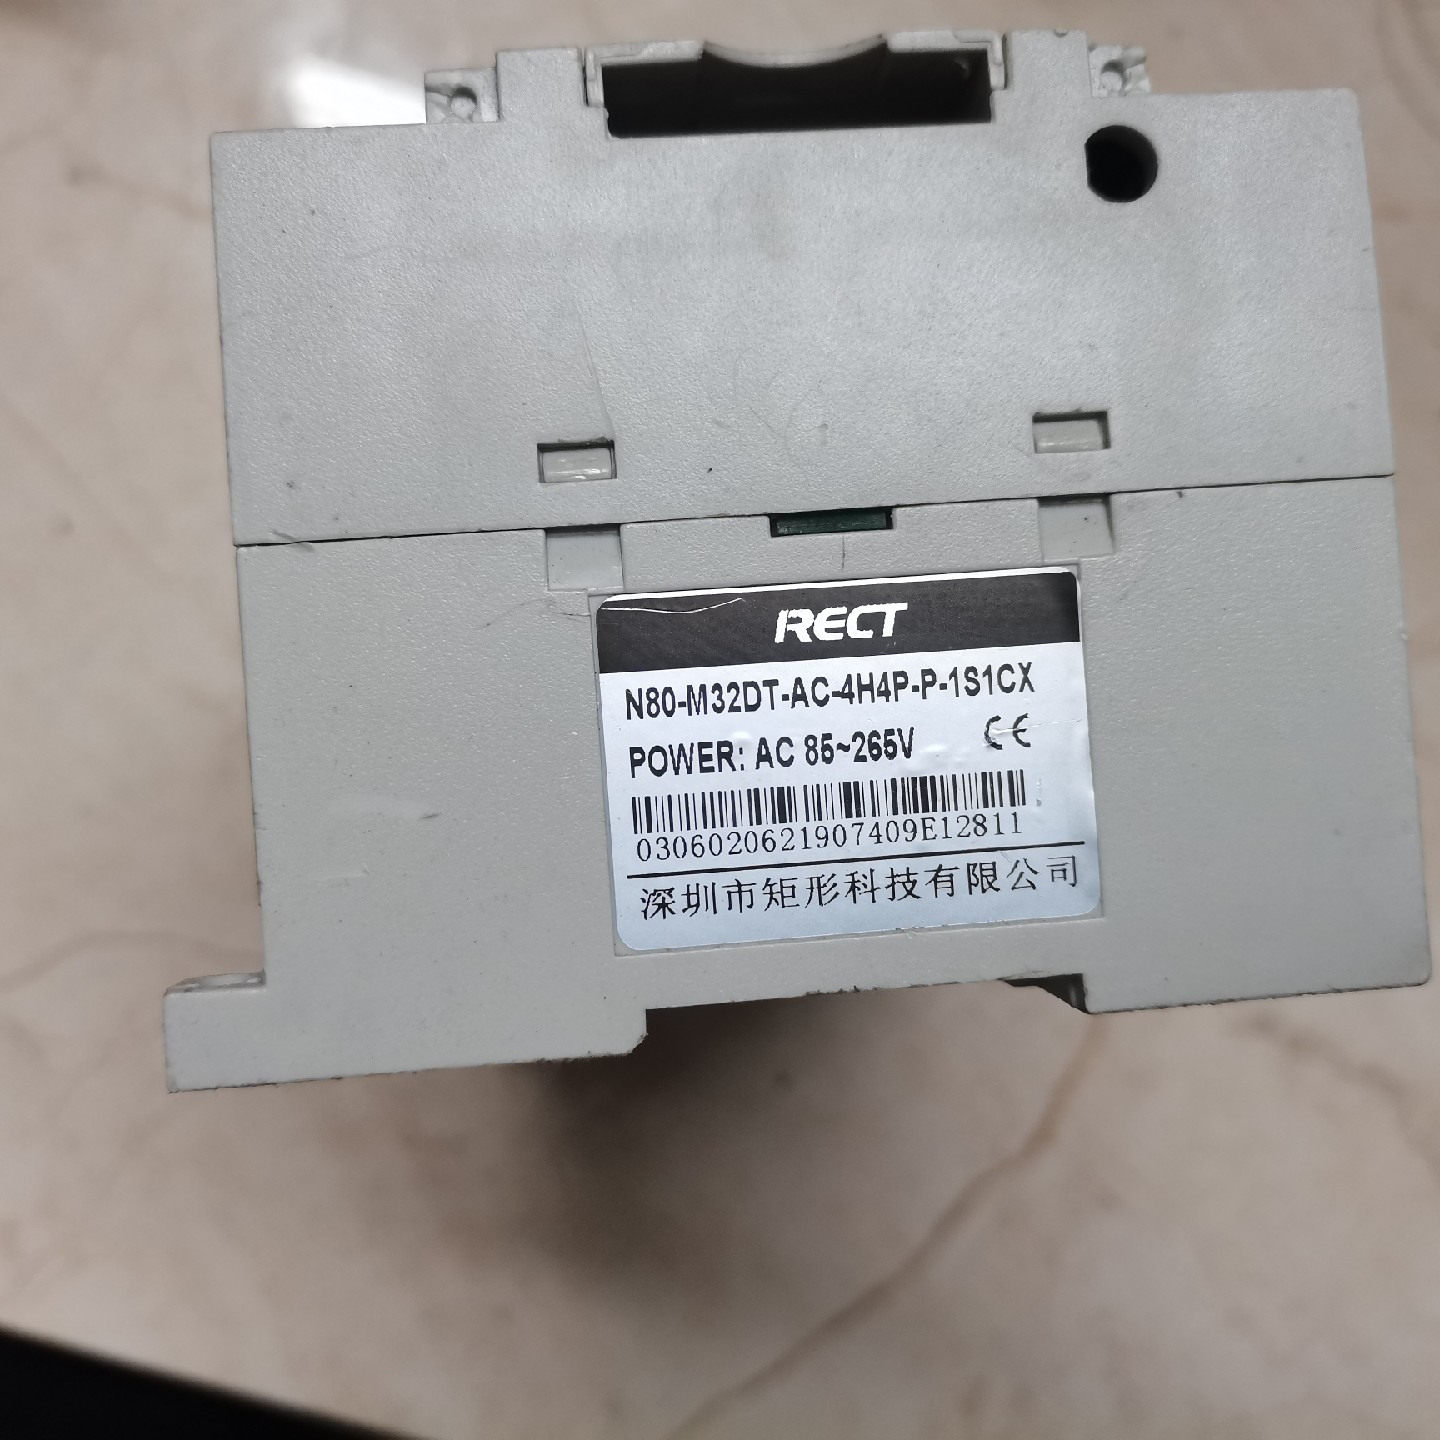 RECT
N80-M32DT-AC-4H4P-P-1S1CX
POWER: AC 85~265V CE
0306020621907409E12811
深圳市矩形科技有限公司